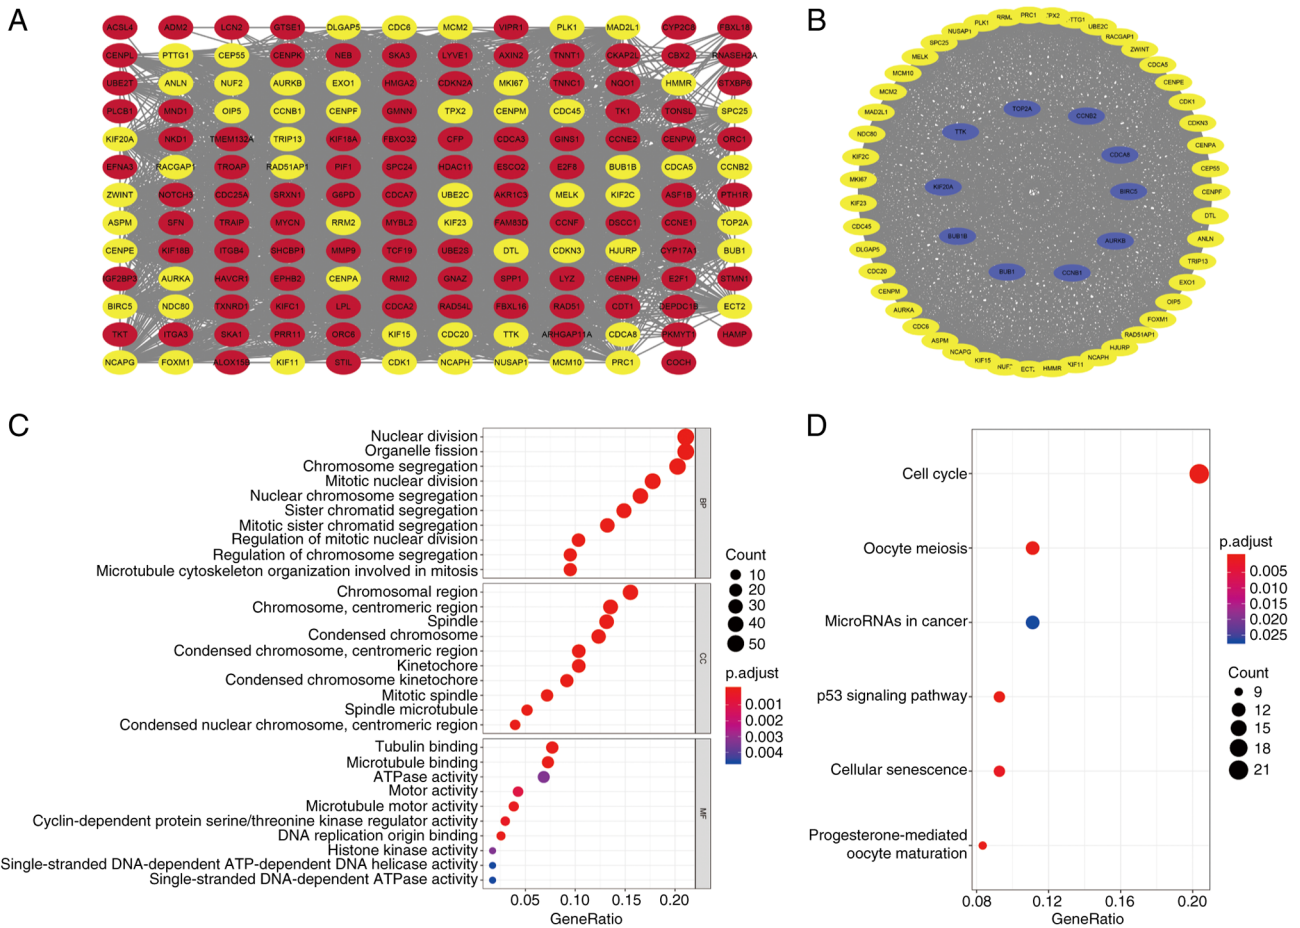 A
ACSL4 ADM2 LCN2 GTSE1 DLGAP5 CDC6 MCM2 VIPR1 PLK1 MAD2L1 CYP2C8 FBXL18
CENPL PTTG1 CEP55 CENPK NEB SKA3 LYVE1 AXIN2 TNNT1 CKAP2L CBX2 RNASEH2A
UBE2T ANLN NUF2 AURKB EXO1 HMGA2 CDKN2A MKI67 TNNC1 NQO1 HMMR STXBP6
PLCB1 MND1 OIP5 CCNB1 CENPF GMNN TPX2 CENPM CDC45 TK1 TONSL SPC25
KIF20A NKD1 TMEM132A TRIP13 KIF18A FBXO32 CFP CDCA3 GINS1 CCNE2 CENPW ORC1
EFNA3 RACGAP1 TROAP RAD51AP1 PIF1 SPC24 HDAC11 ESCO2 E2F8 BUB1B CDCA5 CCNB2
ZWINT NOTCH3 CDC25A SRXN1 G6PD CDCA7 UBE2C AKR1C3 MELK KIF2C ASF1B PTH1R
ASPM SFN TRAIP MYCN RRM2 MYBL2 KIF23 FAM83D CCNF DSCC1 CCNE1 TOP2A
CENPE KIF18B ITGB4 SHCBP1 MMP9 TCF19 UBE2S DTL CDKN3 HJURP CYP17A1 BUB1
IGF2BP3 AURKA HAVCR1 EPHB2 CENPA RMI2 GNAZ SPP1 LYZ CENPH E2F1 STMN1
BIRC5 NDC80 TXNRD1 KIFC1 LPL CDCA2 RAD54L FBXL16 RAD51 CDT1 DEPDC1B ECT2
TKT ITGA3 SKA1 PRR11 ORC6 KIF15 CDC20 TTK ARHGAP11A CDCA8 PKMYT1 HAMP
NCAPG FOXM1 ALOX15B KIF11 STIL CDK1 NCAPH NUSAP1 MCM10 PRC1 COCH
B
PRC1
UBE2C
RACGAP1
ZWINT
CDCA5
CENPE
CDK1
CDKN3
CENPA
CEP55
CENPF
DTL
ANLN
TRIP13
EXO1
OIP5
FOXM1
RAD51AP1
HJURP
NCAPH
HMMR
KIF15
NCAPG
ASPM
CDC6
AURKA
CENPM
CDC20
DLGAP5
CDC45
KIF23
MKI67
KIF2C
NDC80
MAD2L1
MCM2
MCM10
MELK
SPC25
NUSAP1
PLK1
TOP2A
CCNB2
CDCA8
BIRC5
AURKB
CCNB1
BUB1
BUB1B
KIF20A
TTK
C
Nuclear division
Organelle fission
Chromosome segregation
Mitotic nuclear division
Nuclear chromosome segregation
Sister chromatid segregation
Mitotic sister chromatid segregation
Regulation of mitotic nuclear division
Regulation of chromosome segregation
Microtubule cytoskeleton organization involved in mitosis
BP
Chromosomal region
Chromosome, centromeric region
Spindle
Condensed chromosome
Condensed chromosome, centromeric region
Kinetochore
Condensed chromosome kinetochore
Mitotic spindle
Spindle microtubule
Condensed nuclear chromosome, centromeric region
CC
Tubulin binding
Microtubule binding
ATPase activity
Motor activity
Microtubule motor activity
Cyclin-dependent protein serine/threonine kinase regulator activity
DNA replication origin binding
Histone kinase activity
Single-stranded DNA-dependent ATP-dependent DNA helicase activity
Single-stranded DNA-dependent ATPase activity
MF
0.05 0.10 0.15 0.20
GeneRatio
Count
10
20
30
40
50
p.adjust
0.001
0.002
0.003
0.004
D
Cell cycle
Oocyte meiosis
MicroRNAs in cancer
p53 signaling pathway
Cellular senescence
Progesterone-mediated
oocyte maturation
0.08 0.12 0.16 0.20
GeneRatio
p.adjust
0.005
0.010
0.015
0.020
0.025
Count
9
12
15
18
21